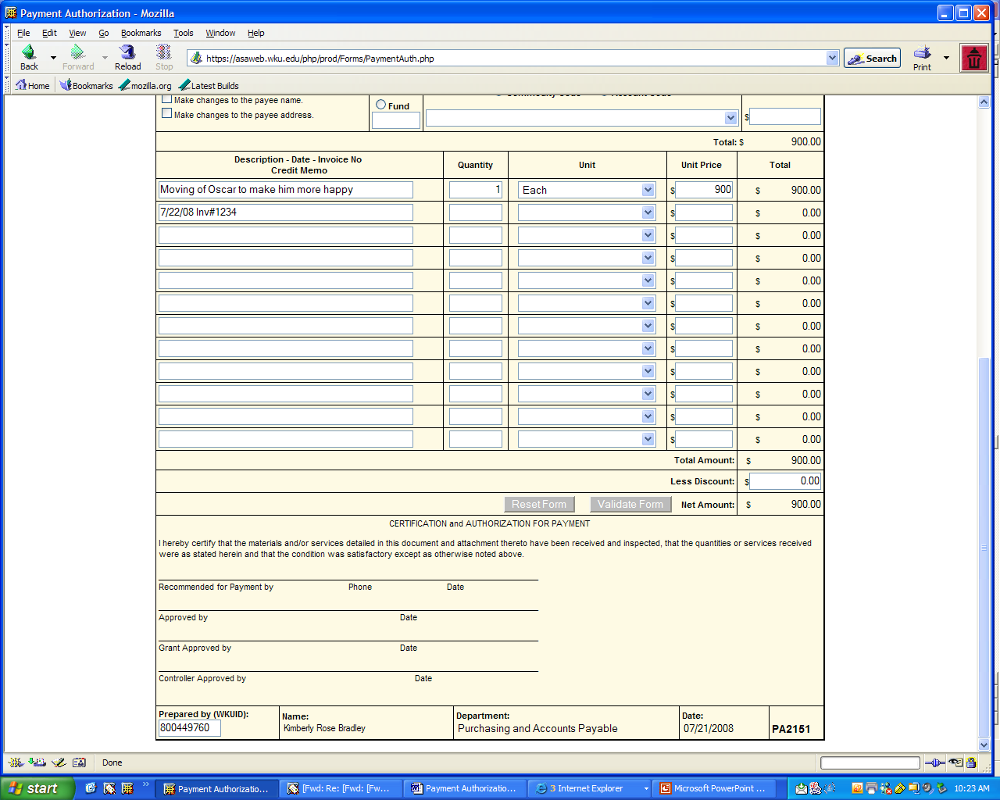 Payment Authorization - Mozilla
File Edit View Go Bookmarks Tools Window Help
Back Forward Reload Stop https://asaweb.wku.edu/php/prod/Forms/PaymentAuth.php Search Print
Home Bookmarks mozilla.org Latest Builds
Make changes to the payee name.
Make changes to the payee address.
Fund
Commodity Code Account Code
$
Total: $ 900.00
Description - Date - Invoice No
Credit Memo
Quantity Unit Unit Price Total
Moving of Oscar to make him more happy 1 Each $ 900 $ 900.00
7/22/08 Inv#1234 $ $ 0.00
$ $ 0.00
$ $ 0.00
$ $ 0.00
$ $ 0.00
$ $ 0.00
$ $ 0.00
$ $ 0.00
$ $ 0.00
$ $ 0.00
$ $ 0.00
Total Amount: $ 900.00
Less Discount: $ 0.00
Reset Form Validate Form Net Amount: $ 900.00
CERTIFICATION and AUTHORIZATION FOR PAYMENT
I hereby certify that the materials and/or services detailed in this document and attachment thereto have been received and inspected, that the quantities or services received
were as stated herein and that the condition was satisfactory except as otherwise noted above.
Recommended for Payment by Phone Date
Approved by Date
Grant Approved by Date
Controller Approved by Date
Prepared by (WKUID): Name: Department: Date:
800449760 Kimberly Rose Bradley Purchasing and Accounts Payable 07/21/2008 PA2151
Done
start Payment Authorizatio... [Fwd: Re: [Fwd: [Fw... Payment Authorizatio... 3 Internet Explorer Microsoft PowerPoint ... 10:23 AM